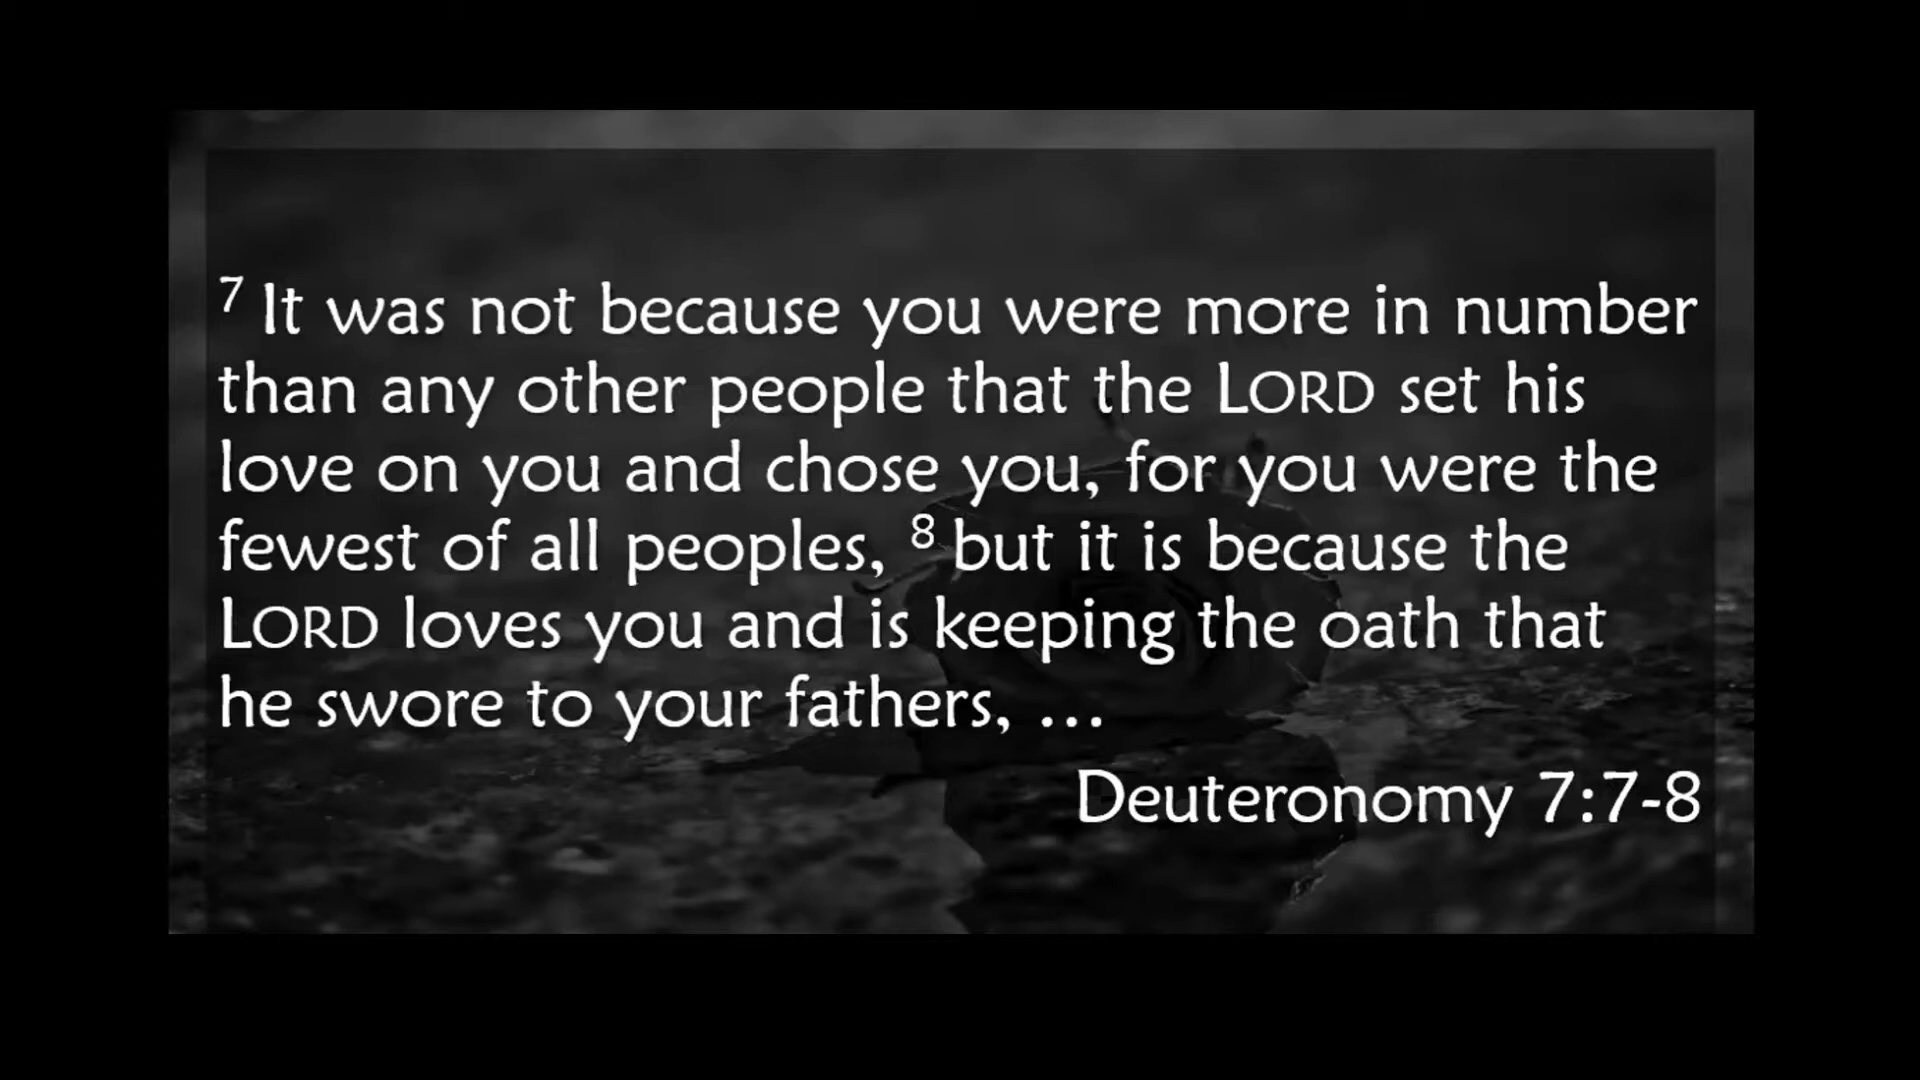 7 It was not because you were more in number
than any other people that the LORD set his
love on you and chose you, for you were the
fewest of all peoples, 8 but it is because the
LORD loves you and is keeping the oath that
he swore to your fathers, ...
Deuteronomy 7:7-8